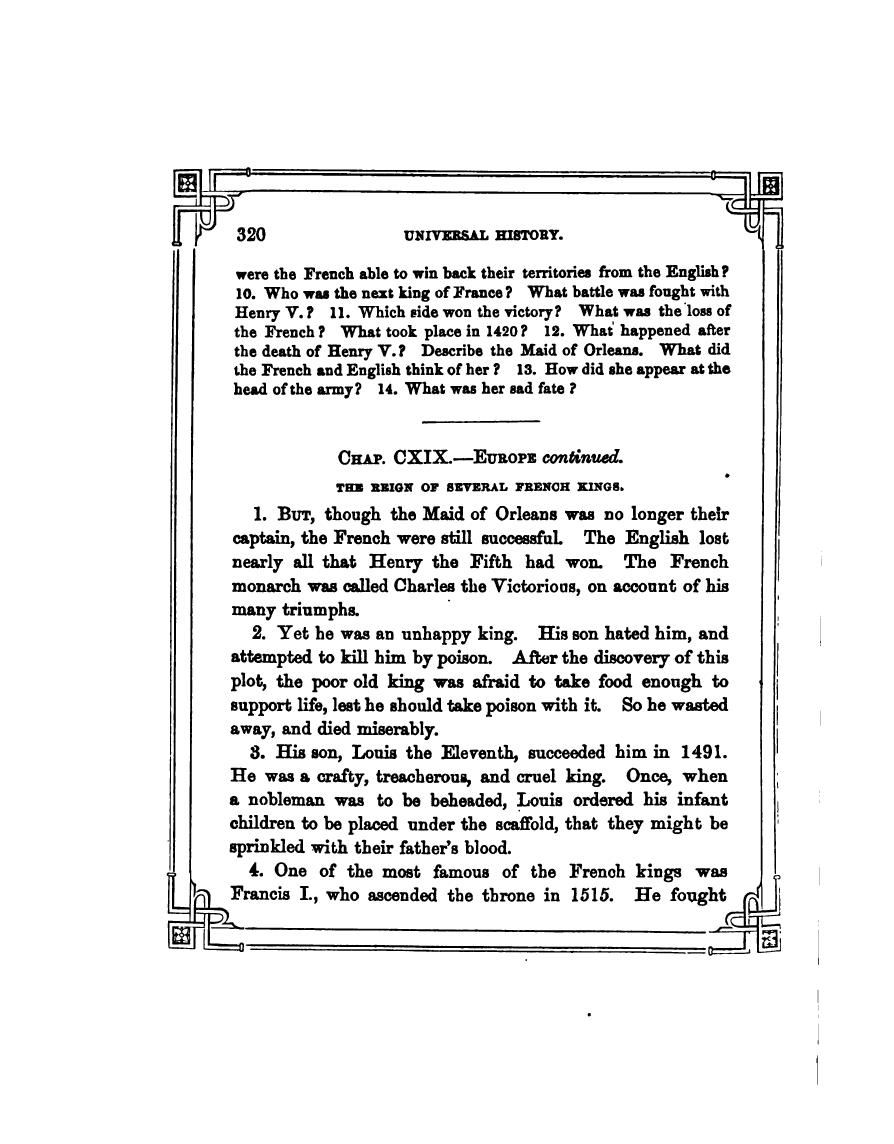 320 UNIVERSAL HISTORY.
were the French able to win back their territories from the English?
10. Who was the next king of France? What battle was fought with
Henry V.? 11. Which side won the victory? What was the loss of
the French? What took place in 1420? 12. What happened after
the death of Henry V.? Describe the Maid of Orleans. What did
the French and English think of her? 13. How did she appear at the
head of the army? 14. What was her sad fate?
CHAP. CXIX.—EUROPE continued.
THE REIGN OF SEVERAL FRENCH KINGS.
1. BUT, though the Maid of Orleans was no longer their
captain, the French were still successful. The English lost
nearly all that Henry the Fifth had won. The French
monarch was called Charles the Victorious, on account of his
many triumphs.
2. Yet he was an unhappy king. His son hated him, and
attempted to kill him by poison. After the discovery of this
plot, the poor old king was afraid to take food enough to
support life, lest he should take poison with it. So he wasted
away, and died miserably.
3. His son, Louis the Eleventh, succeeded him in 1491.
He was a crafty, treacherous, and cruel king. Once, when
a nobleman was to be beheaded, Louis ordered his infant
children to be placed under the scaffold, that they might be
sprinkled with their father's blood.
4. One of the most famous of the French kings was
Francis I., who ascended the throne in 1515. He fought